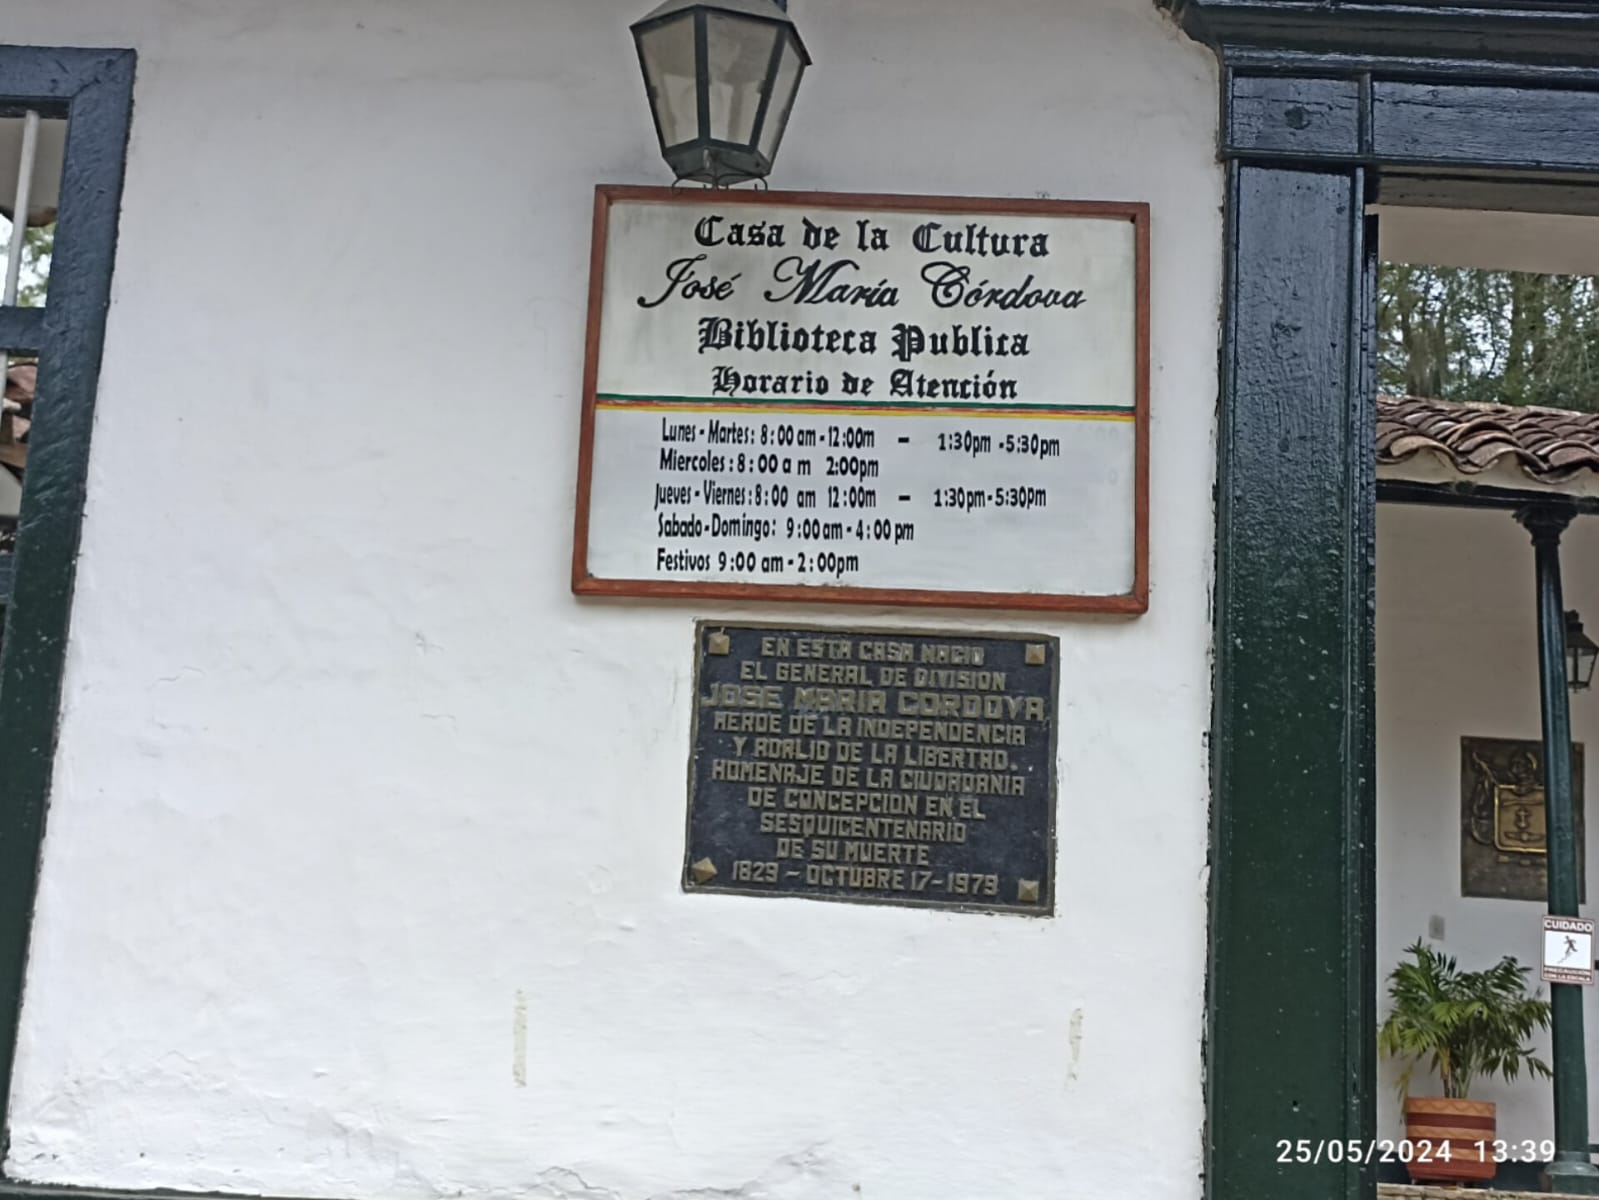 Casa de la Cultura
José María Córdova
Biblioteca Publica
Horario de Atención
Lunes - Martes: 8:00 am - 12:00m - 1:30pm - 5:30pm
Miercoles: 8:00 a m 2:00pm
Jueves - Viernes: 8:00 am 12:00m - 1:30pm - 5:30pm
Sabado - Domingo: 9:00 am - 4:00 pm
Festivos 9:00 am - 2:00pm
EN ESTA CASA NACIO
EL GENERAL DE DIVISION
JOSE MARIA CORDOVA
HEROE DE LA INDEPENDENCIA
Y ADALID DE LA LIBERTAD.
HOMENAJE DE LA CIUDADANIA
DE CONCEPCION EN EL
SESQUICENTENARIO
DE SU MUERTE
1829 - OCTUBRE 17 - 1979
CUIDADO
PRECAUCIÓN
CON LA ESCALA
25/05/2024 13:39